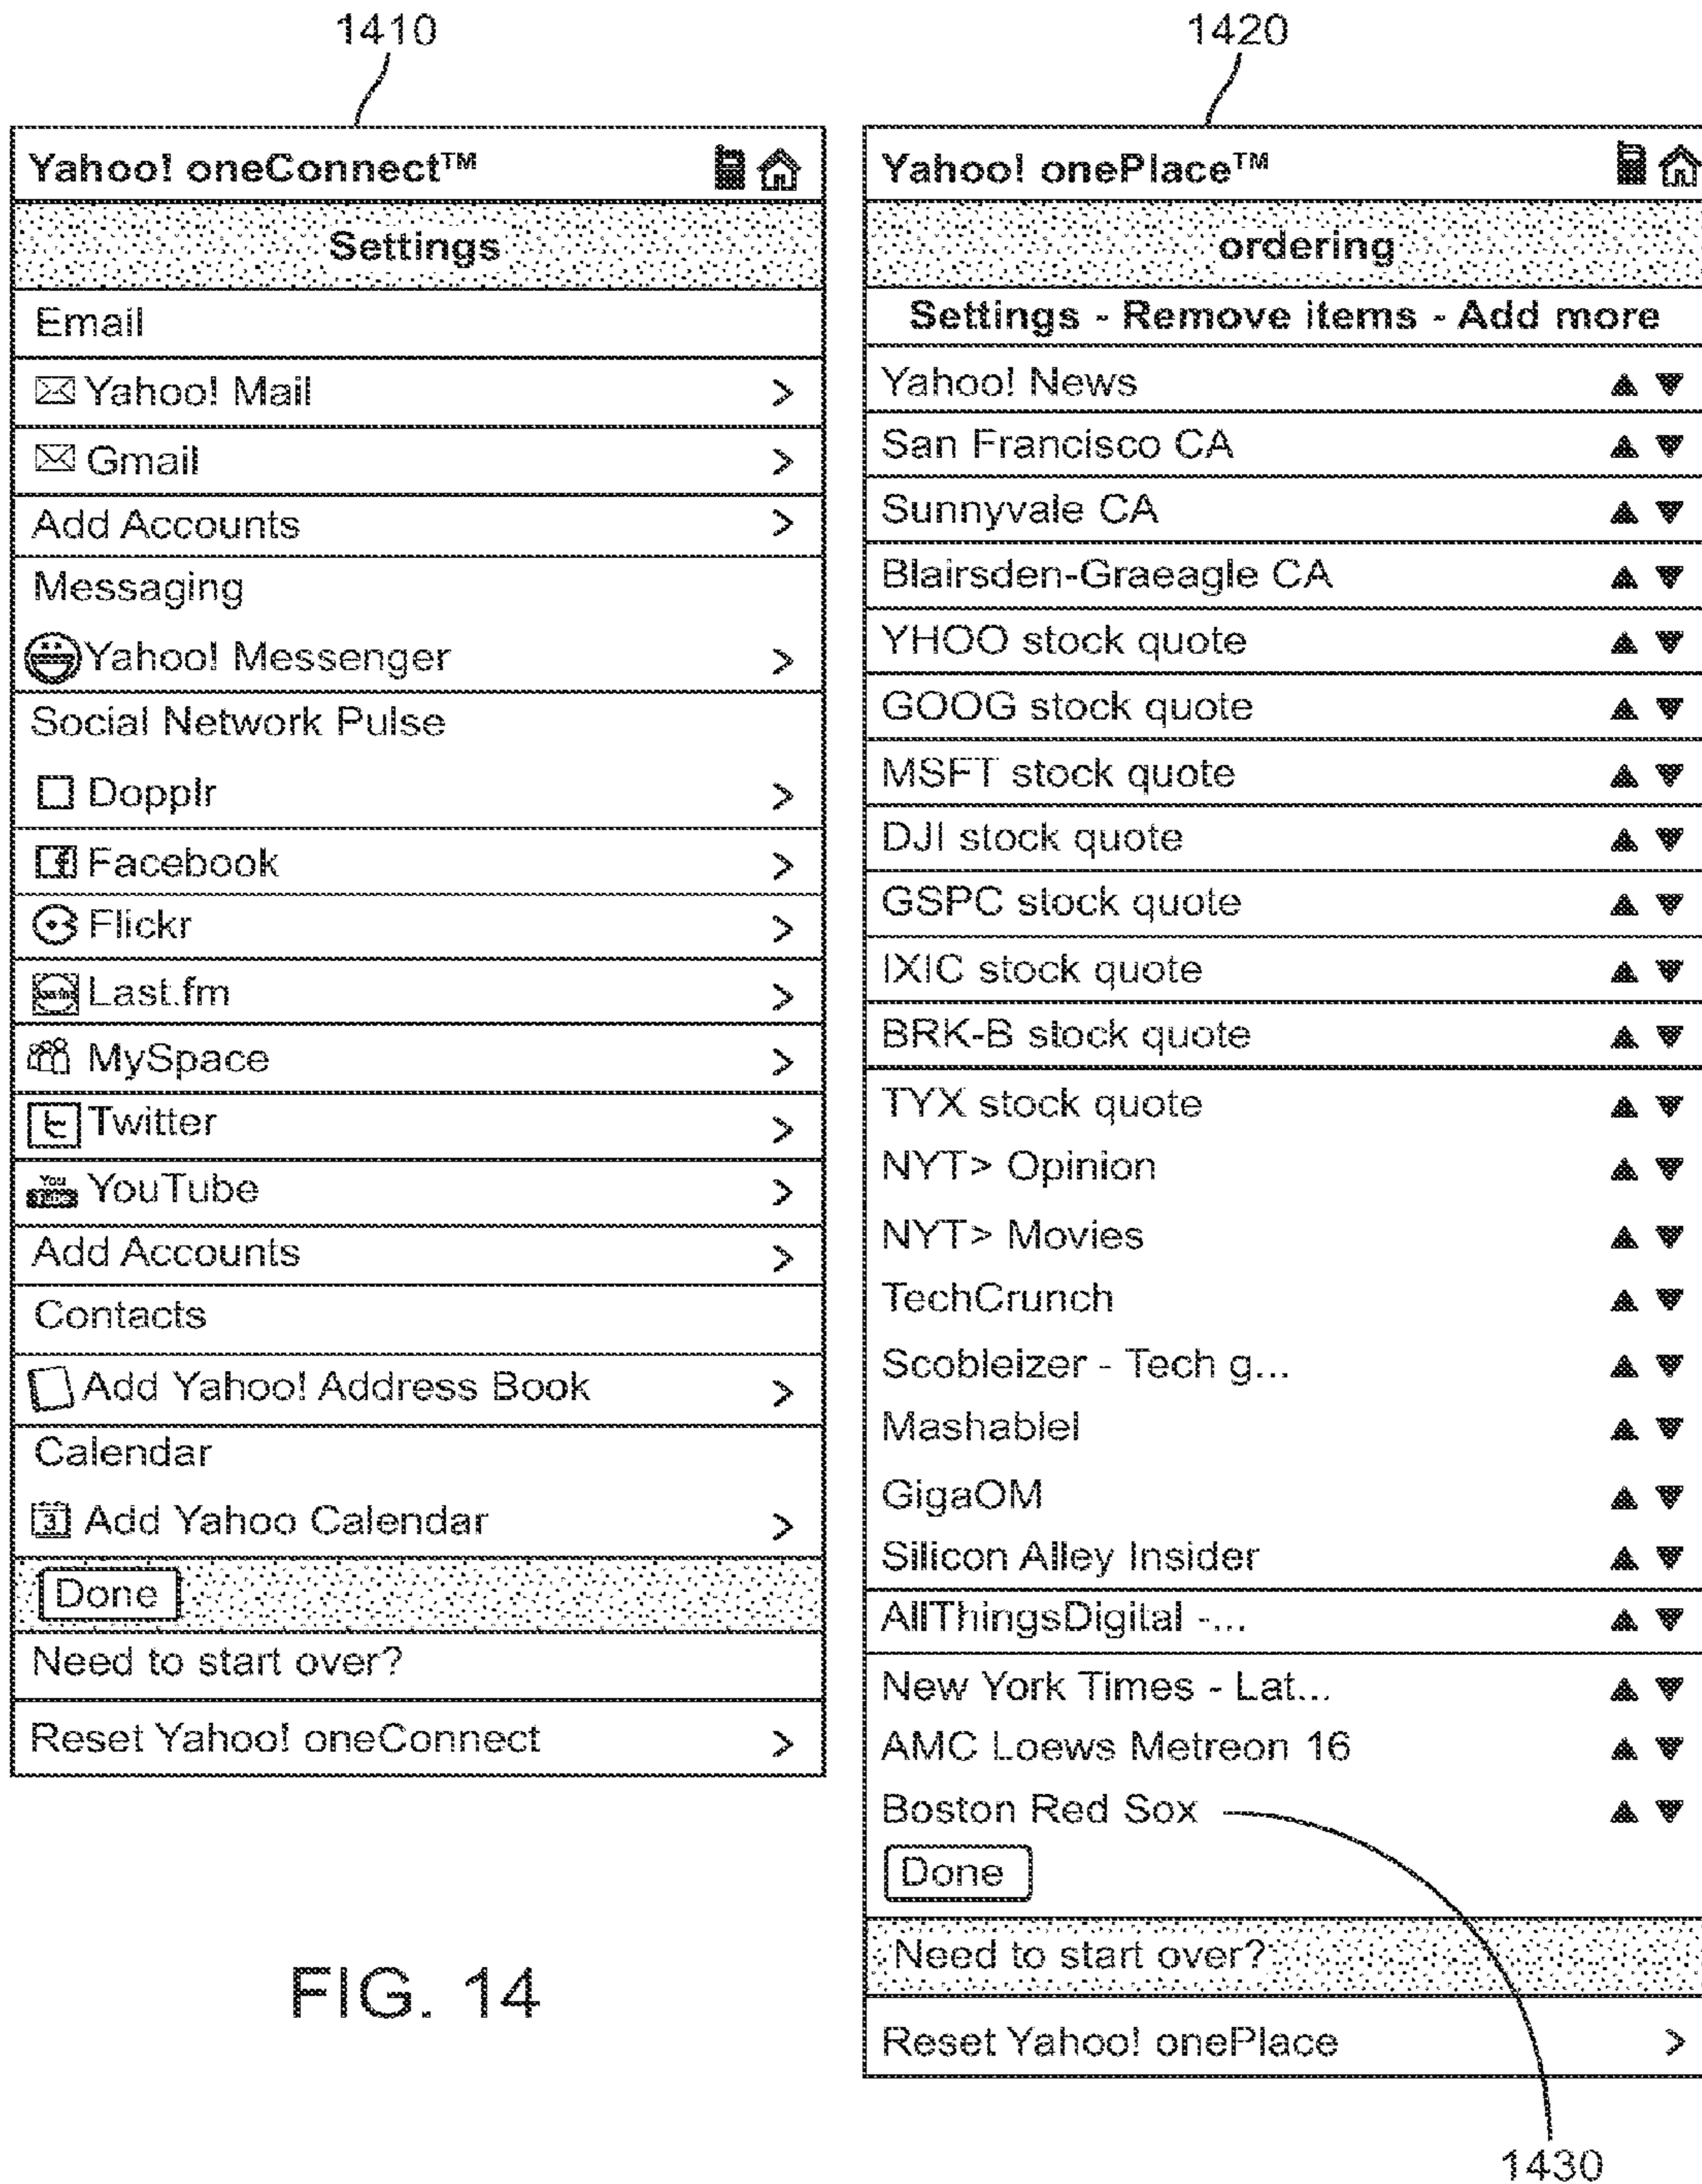 1410
Yahoo! oneConnect™
Settings
Email
Yahoo! Mail >
Gmail >
Add Accounts >
Messaging
Yahoo! Messenger >
Social Network Pulse
Dopplr >
Facebook >
Flickr >
Last.fm >
MySpace >
Twitter >
You Tube YouTube >
Add Accounts >
Contacts
Add Yahoo! Address Book >
Calendar
3 Add Yahoo Calendar >
Done
Need to start over?
Reset Yahoo! oneConnect >
FIG. 14
1420
Yahoo! onePlace™
ordering
Settings - Remove items - Add more
Yahoo! News ▲ ▼
San Francisco CA ▲ ▼
Sunnyvale CA ▲ ▼
Blairsden-Graeagle CA ▲ ▼
YHOO stock quote ▲ ▼
GOOG stock quote ▲ ▼
MSFT stock quote ▲ ▼
DJI stock quote ▲ ▼
GSPC stock quote ▲ ▼
IXIC stock quote ▲ ▼
BRK-B stock quote ▲ ▼
TYX stock quote ▲ ▼
NYT> Opinion ▲ ▼
NYT> Movies ▲ ▼
TechCrunch ▲ ▼
Scobleizer - Tech g... ▲ ▼
Mashablel ▲ ▼
GigaOM ▲ ▼
Silicon Alley Insider ▲ ▼
AllThingsDigital -... ▲ ▼
New York Times - Lat... ▲ ▼
AMC Loews Metreon 16 ▲ ▼
Boston Red Sox ▲ ▼
Done
Need to start over?
Reset Yahoo! onePlace >
1430